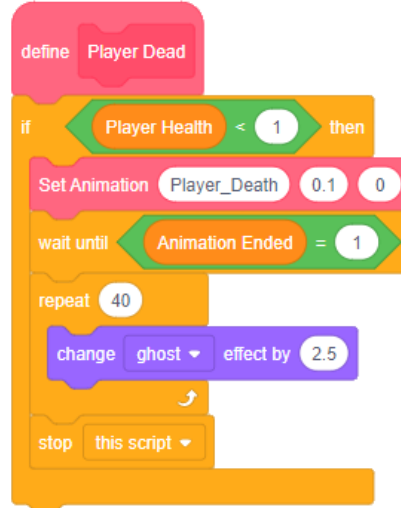 define Player Dead
if Player Health < 1 then
Set Animation Player_Death 0.1 0
wait until Animation Ended = 1
repeat 40
change ghost effect by 2.5
stop this script